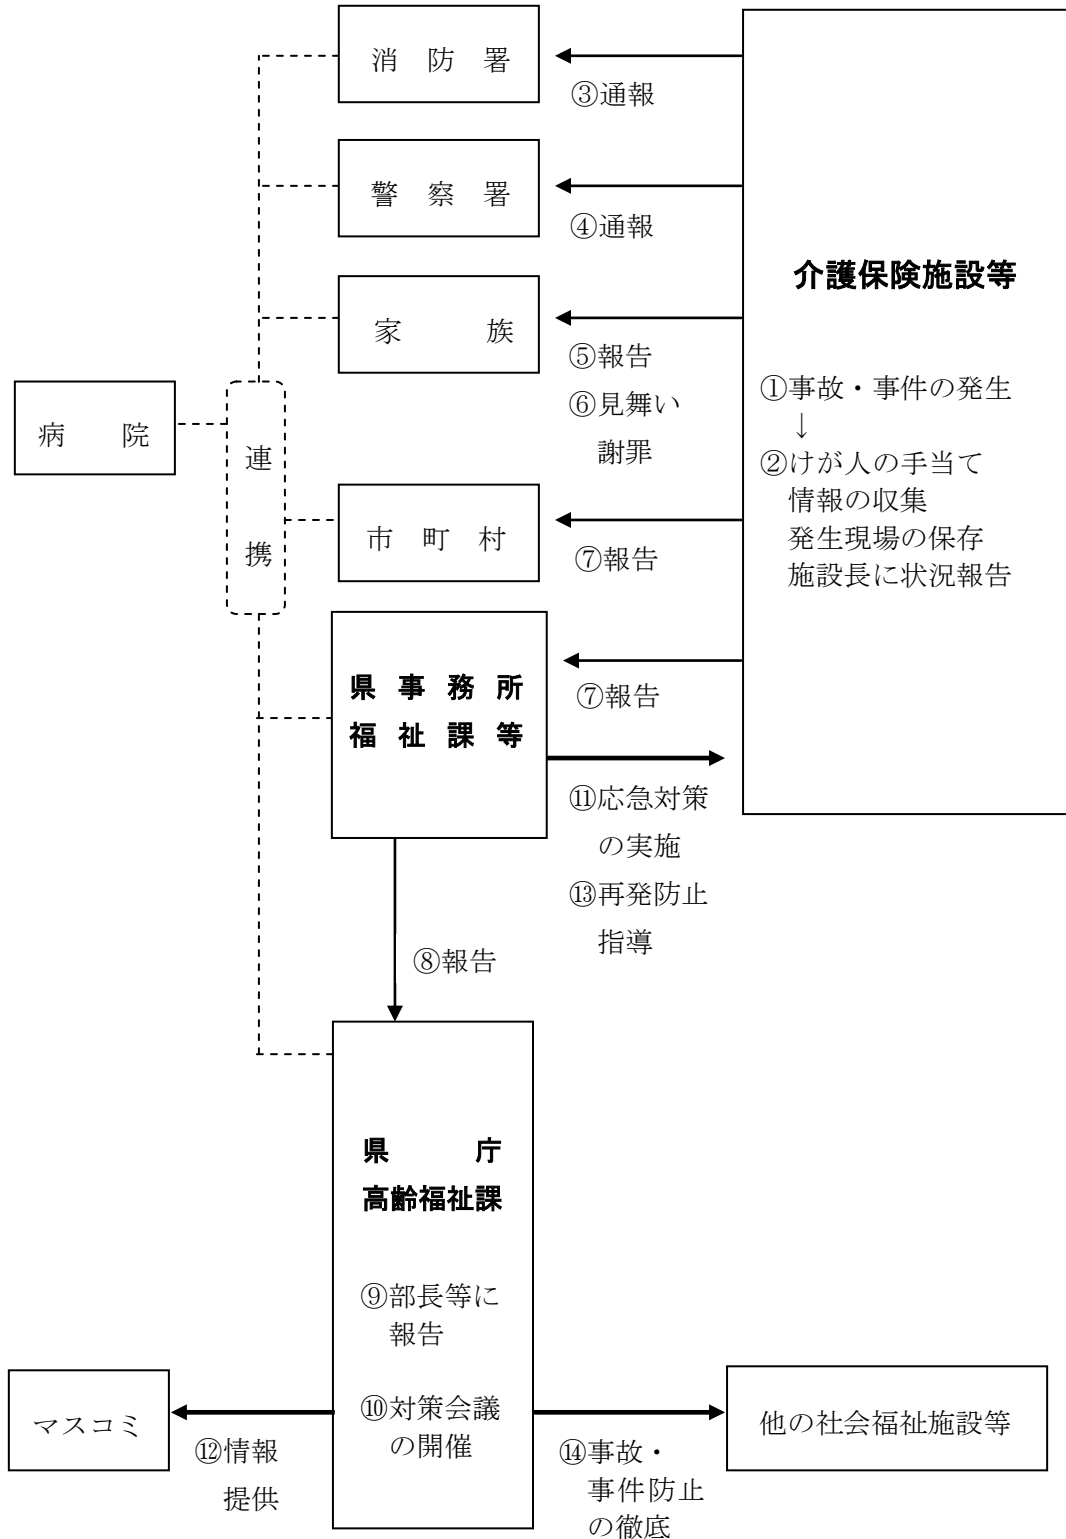 消　防　署
③通報
警　察　署
④通報
介護保険施設等
家　　　族
⑤報告
⑥見舞い
謝罪
①事故・事件の発生
↓
②けが人の手当て
情報の収集
発生現場の保存
施設長に状況報告
病　　院
連
携
市　町　村
⑦報告
県　事　務　所
福　祉　課　等
⑦報告
⑪応急対策
の実施
⑬再発防止
指導
⑧報告
県　　　庁
高齢福祉課
⑨部長等に
報告
⑩対策会議
の開催
マスコミ
⑫情報
提供
他の社会福祉施設等
⑭事故・
事件防止
の徹底